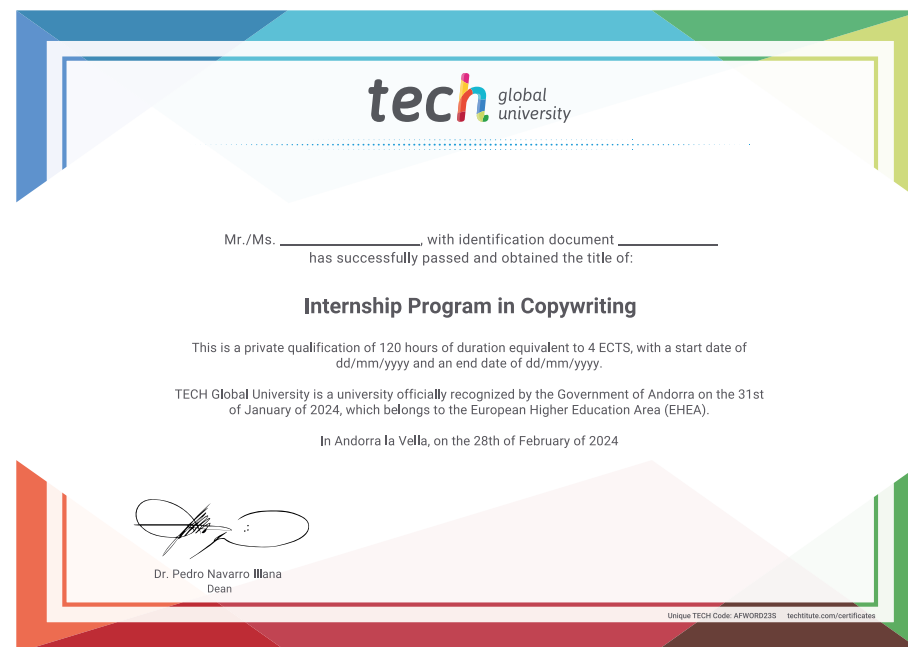 tech global university
Mr./Ms. ____________________, with identification document ______________
has successfully passed and obtained the title of:
Internship Program in Copywriting
This is a private qualification of 120 hours of duration equivalent to 4 ECTS, with a start date of
dd/mm/yyyy and an end date of dd/mm/yyyy.
TECH Global University is a university officially recognized by the Government of Andorra on the 31st
of January of 2024, which belongs to the European Higher Education Area (EHEA).
In Andorra la Vella, on the 28th of February of 2024
Dr. Pedro Navarro Illana
Dean
Unique TECH Code: AFWORD23S techtitute.com/certificates